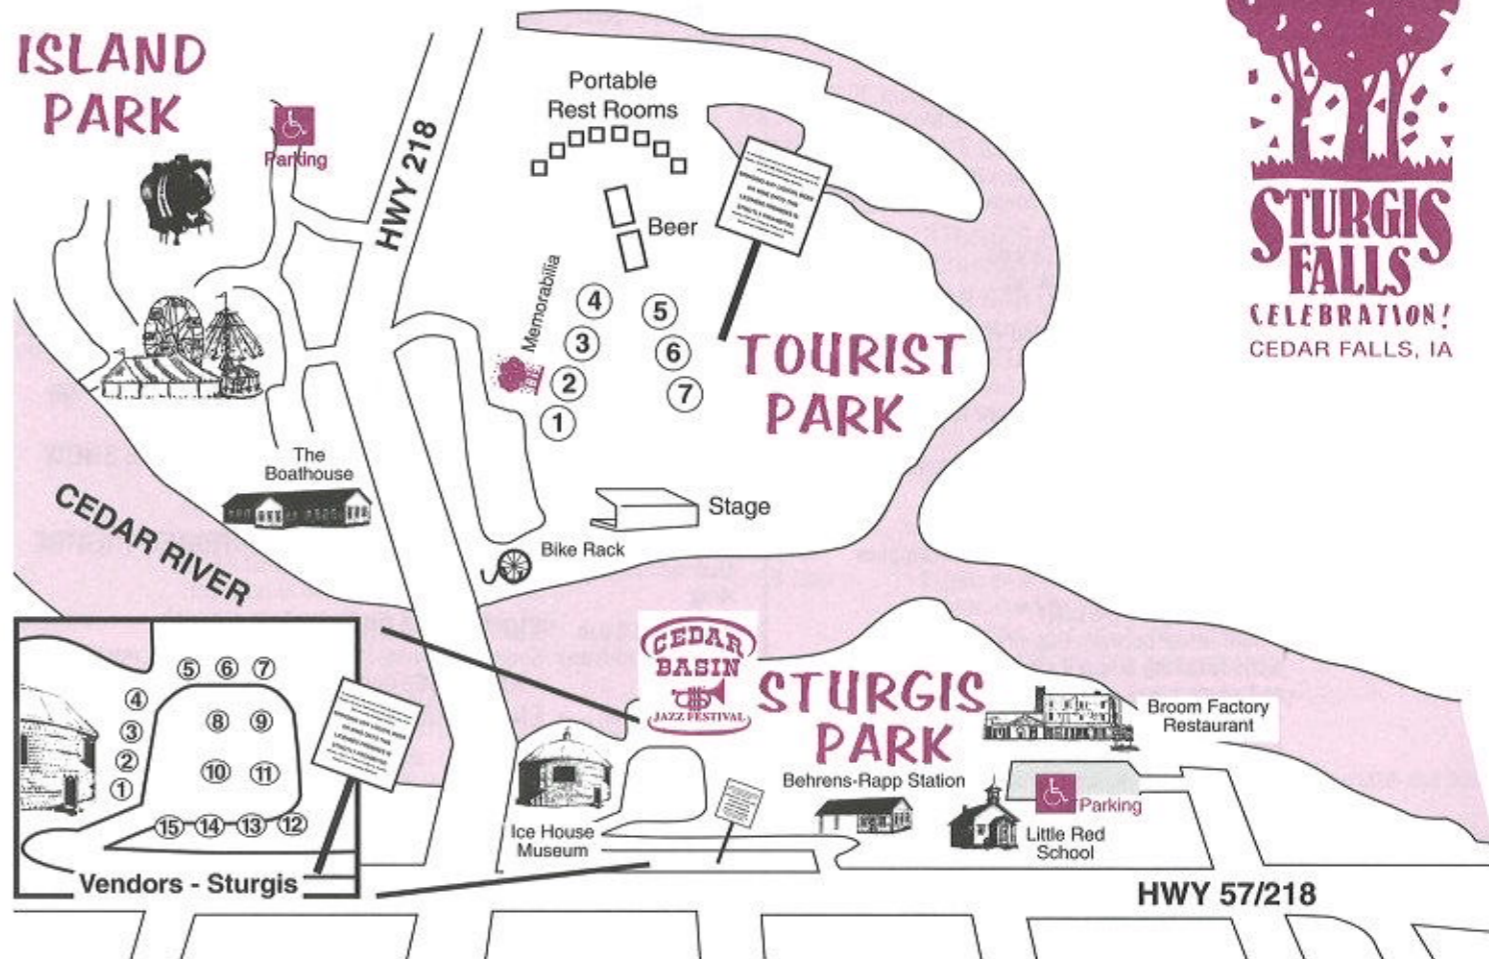 ISLAND
PARK
Parking
HWY 218
Portable
Rest Rooms
Beer
Memorabilia
4
3
2
1
5
6
7
TOURIST
PARK
STURGIS
FALLS
CELEBRATION!
CEDAR FALLS, IA
The
Boathouse
CEDAR RIVER
Stage
Bike Rack
CEDAR
BASIN
JAZZ FESTIVAL
STURGIS
PARK
Broom Factory
Restaurant
Behrens-Rapp Station
Parking
Little Red
School
Ice House
Museum
HWY 57/218
5
6
7
4
3
2
1
8
9
10
11
15
14
13
12
Vendors - Sturgis